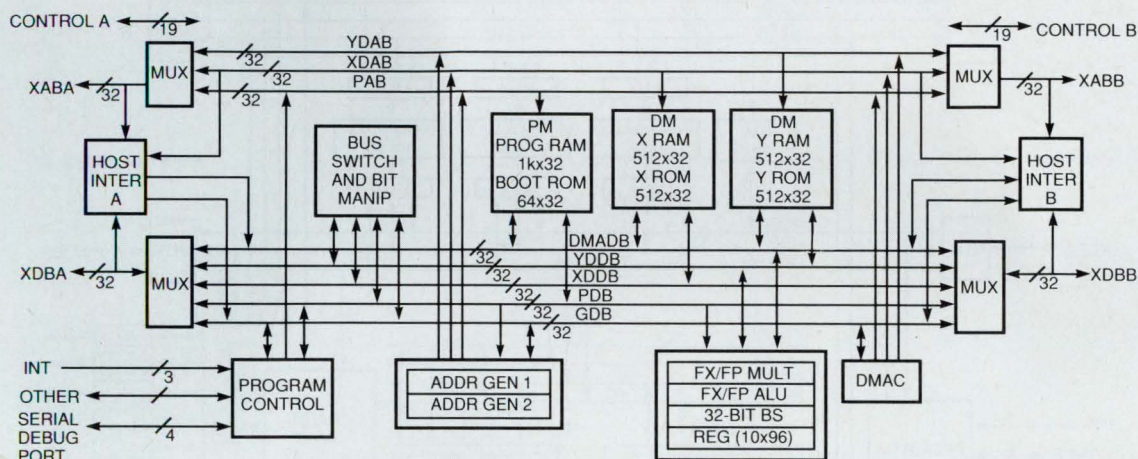 CONTROL A
19
19
CONTROL B
YDAB
32
XDAB
32
PAB
32
MUX
MUX
XABA
32
XABB
32
HOST
INTER
A
BUS
SWITCH
AND BIT
MANIP
PM
PROG RAM
1kx32
BOOT ROM
64x32
DM
X RAM
512x32
X ROM
512x32
DM
Y RAM
512x32
Y ROM
512x32
HOST
INTER
B
DMADB
32
YDDB
32
XDDB
32
PDB
32
GDB
32
XDBA
32
MUX
MUX
XDBB
32
INT
3
OTHER
SERIAL
DEBUG
PORT
4
PROGRAM
CONTROL
ADDR GEN 1
ADDR GEN 2
FX/FP MULT
FX/FP ALU
32-BIT BS
REG (10x96)
DMAC